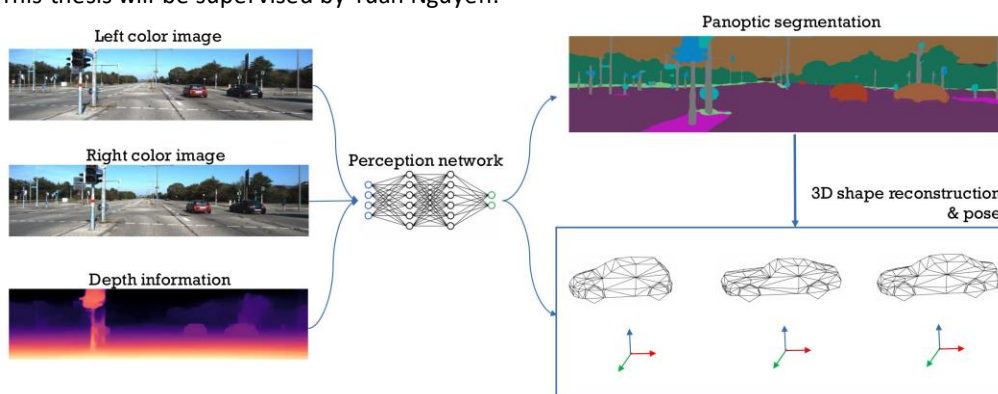 This thesis will be supervised by Tuan Nguyen.
Left color image
Panoptic segmentation
Right color image
Perception network
3D shape reconstruction
& pose
Depth information